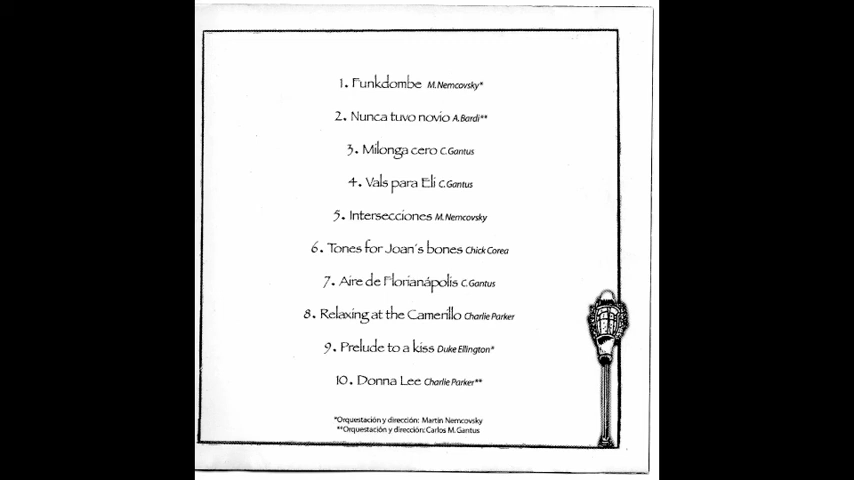 1. Funkdombe M. Nemcovsky*
2. Nunca tuvo novio A. Bardi**
3. Milonga cero C. Gantus
4. Vals para Eli C. Gantus
5. Intersecciones M. Nemcovsky
6. Tones for Joan´s bones Chick Corea
7. Aire de Florianápolis C. Gantus
8. Relaxing at the Camerillo Charlie Parker
9. Prelude to a kiss Duke Ellington*
10. Donna Lee Charlie Parker**
*Orquestación y dirección: Martín Nemcovsky
**Orquestación y dirección: Carlos M. Gantus